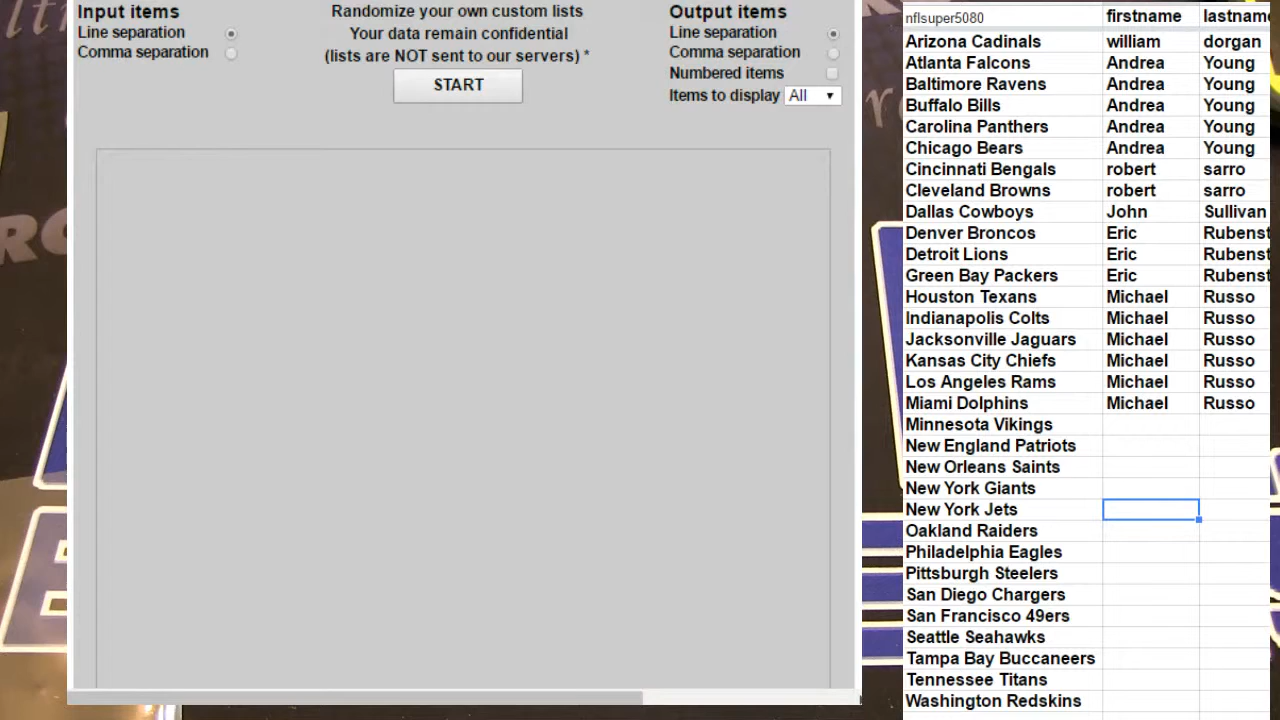 Input items
Line separation
Comma separation
Randomize your own custom lists
Your data remain confidential
(lists are NOT sent to our servers) *
START
Output items
Line separation
Comma separation
Numbered items
Items to display All
nflsuper5080 firstname lastname
Arizona Cadinals william dorgan
Atlanta Falcons Andrea Young
Baltimore Ravens Andrea Young
Buffalo Bills Andrea Young
Carolina Panthers Andrea Young
Chicago Bears Andrea Young
Cincinnati Bengals robert sarro
Cleveland Browns robert sarro
Dallas Cowboys John Sullivan
Denver Broncos Eric Rubenst
Detroit Lions Eric Rubenst
Green Bay Packers Eric Rubenst
Houston Texans Michael Russo
Indianapolis Colts Michael Russo
Jacksonville Jaguars Michael Russo
Kansas City Chiefs Michael Russo
Los Angeles Rams Michael Russo
Miami Dolphins Michael Russo
Minnesota Vikings
New England Patriots
New Orleans Saints
New York Giants
New York Jets
Oakland Raiders
Philadelphia Eagles
Pittsburgh Steelers
San Diego Chargers
San Francisco 49ers
Seattle Seahawks
Tampa Bay Buccaneers
Tennessee Titans
Washington Redskins